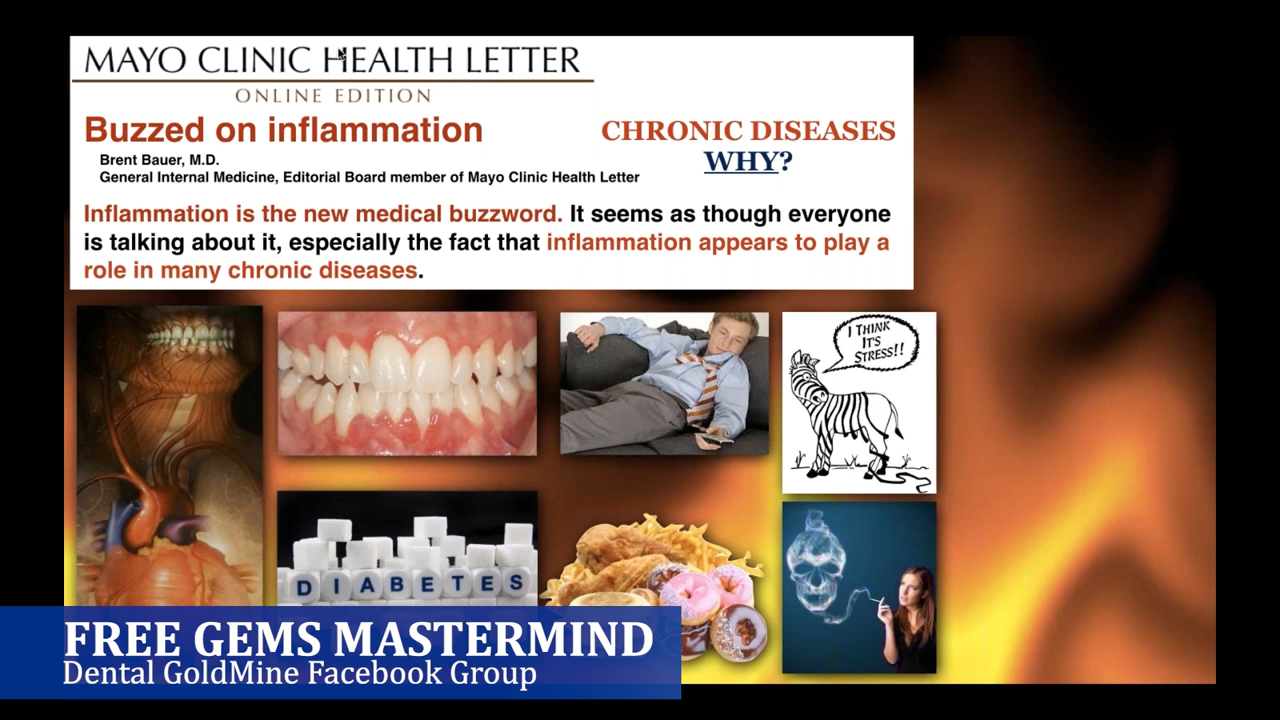 MAYO CLINIC HEALTH LETTER
ONLINE EDITION
Buzzed on inflammation
Brent Bauer, M.D.
General Internal Medicine, Editorial Board member of Mayo Clinic Health Letter
CHRONIC DISEASES
WHY?
Inflammation is the new medical buzzword. It seems as though everyone
is talking about it, especially the fact that inflammation appears to play a
role in many chronic diseases.
I THINK
IT'S
STRESS!!
DIABETES
FREE GEMS MASTERMIND
Dental GoldMine Facebook Group